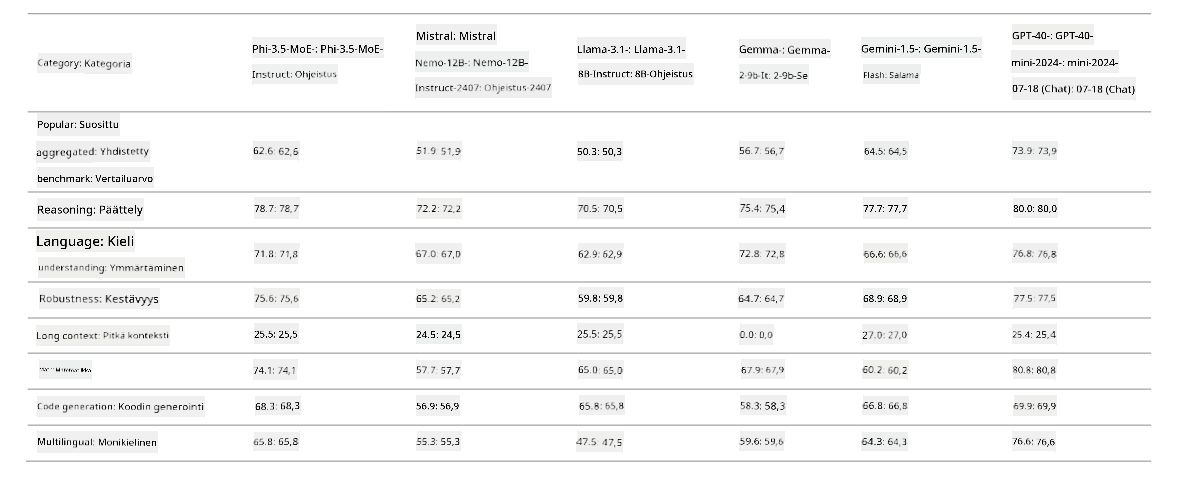 Category: Kategoria
Phi-3.5-MoE-: Phi-3.5-MoE-
Instruct: Ohjeistus
Mistral: Mistral
Nemo-12B-: Nemo-12B-
Instruct-2407: Ohjeistus-2407
Llama-3.1-: Llama-3.1-
8B-Instruct: 8B-Ohjeistus
Gemma-: Gemma-
2-9b-It: 2-9b-Se
Gemini-1.5-: Gemini-1.5-
Flash: Salama
GPT-40-: GPT-40-
mini-2024-: mini-2024-
07-18 (Chat): 07-18 (Chat)
Popular: Suosittu
aggregated: Yhdistetty
benchmark: Vertailuarvo
62.6: 62,6
51.9: 51,9
50.3: 50,3
56.7: 56,7
64.5: 64,5
73.9: 73,9
Reasoning: Päättely
78.7: 78,7
72.2: 72,2
70.5: 70,5
75.4: 75,4
77.7: 77,7
80.0: 80,0
Language: Kieli
understanding: Ymmärtäminen
71.8: 71,8
67.0: 67,0
62.9: 62,9
72.8: 72,8
66.6: 66,6
76.8: 76,8
Robustness: Kestävyys
75.6: 75,6
65.2: 65,2
59.8: 59,8
64.7: 64,7
68.9: 68,9
77.5: 77,5
Long context: Pitkä konteksti
25.5: 25,5
24.5: 24,5
25.5: 25,5
0.0: 0,0
27.0: 27,0
25.4: 25,4
Matematiikka
74.1: 74,1
57.7: 57,7
65.0: 65,0
67.9: 67,9
60.2: 60,2
80.8: 80,8
Code generation: Koodin generointi
68.3: 68,3
56.9: 56,9
65.8: 65,8
58.3: 58,3
66.8: 66,8
69.9: 69,9
Multilingual: Monikielinen
65.8: 65,8
55.3: 55,3
47.5: 47,5
59.6: 59,6
64.3: 64,3
76.6: 76,6